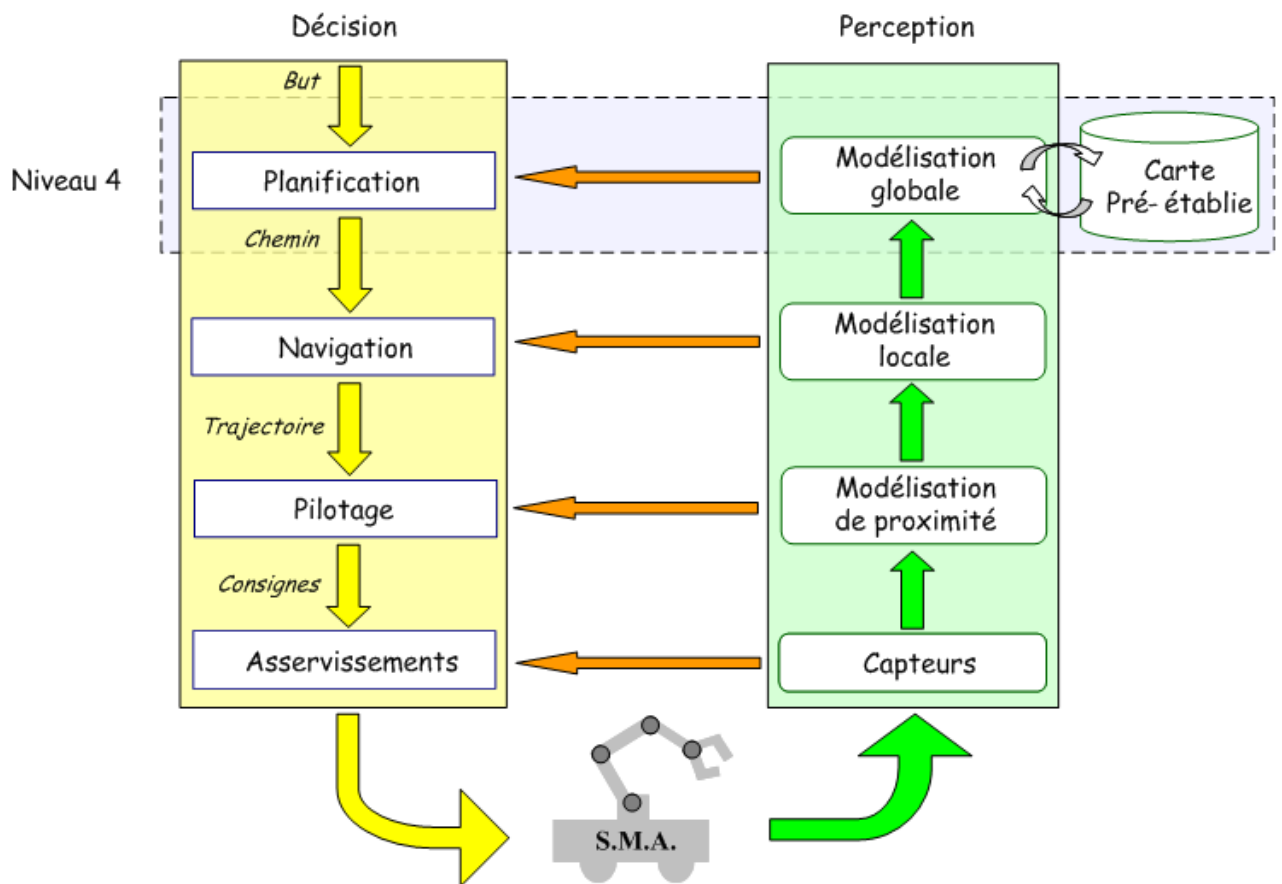 Décision
Perception
But
Niveau 4
Planification
Modélisation
globale
Carte
Pré- établie
Chemin
Navigation
Modélisation
locale
Trajectoire
Pilotage
Modélisation
de proximité
Consignes
Asservissements
Capteurs
S.M.A.